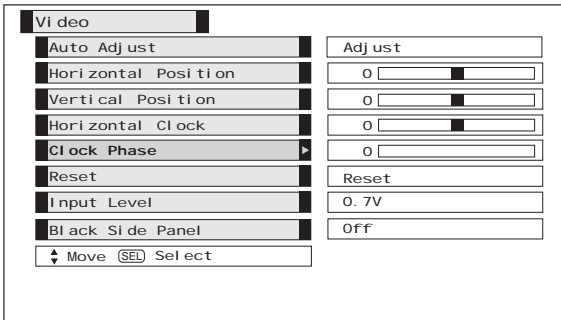 Video
Auto Adjust Adjust
Horizontal Position 0
Vertical Position 0
Horizontal Clock 0
Clock Phase 0
Reset Reset
Input Level 0.7V
Black Side Panel Off
Move SEL Select